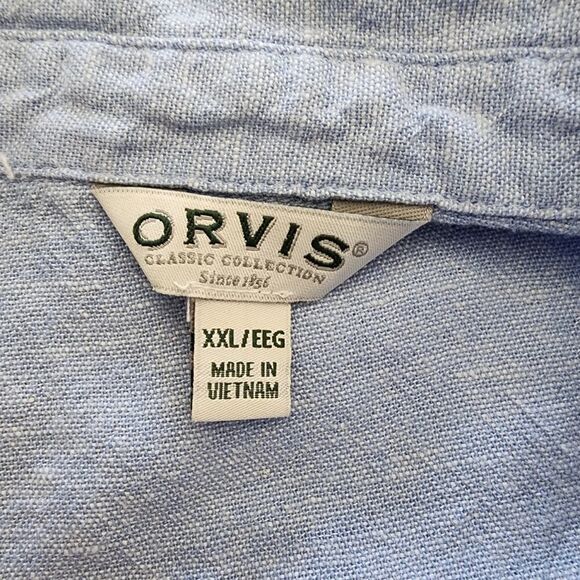 ORVIS®
CLASSIC COLLECTION
Since 1856
XXL/EEG
MADE IN
VIETNAM